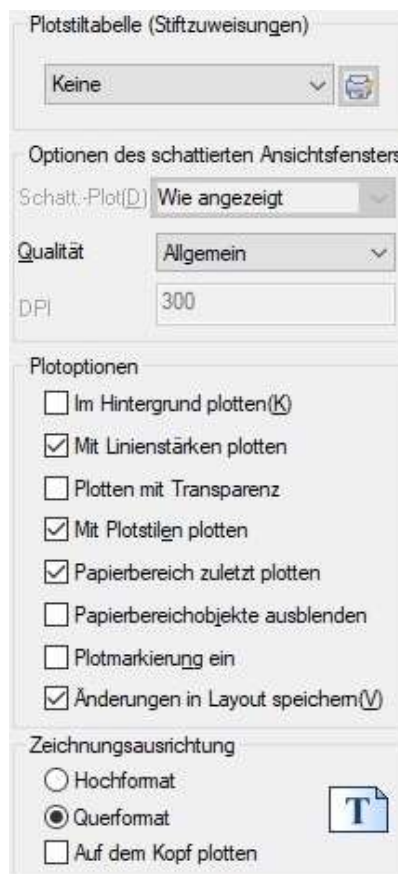 Plotstiltabelle (Stiftzuweisungen)
Keine
Optionen des schattierten Ansichtsfensters
Schatt.-Plot(D) Wie angezeigt
Qualität Allgemein
DPI 300
Plotoptionen
Im Hintergrund plotten(K)
Mit Linienstärken plotten
Plotten mit Transparenz
Mit Plotstilen plotten
Papierbereich zuletzt plotten
Papierbereichobjekte ausblenden
Plotmarkierung ein
Änderungen in Layout speichern(V)
Zeichnungsausrichtung
Hochformat
Querformat
T
Auf dem Kopf plotten